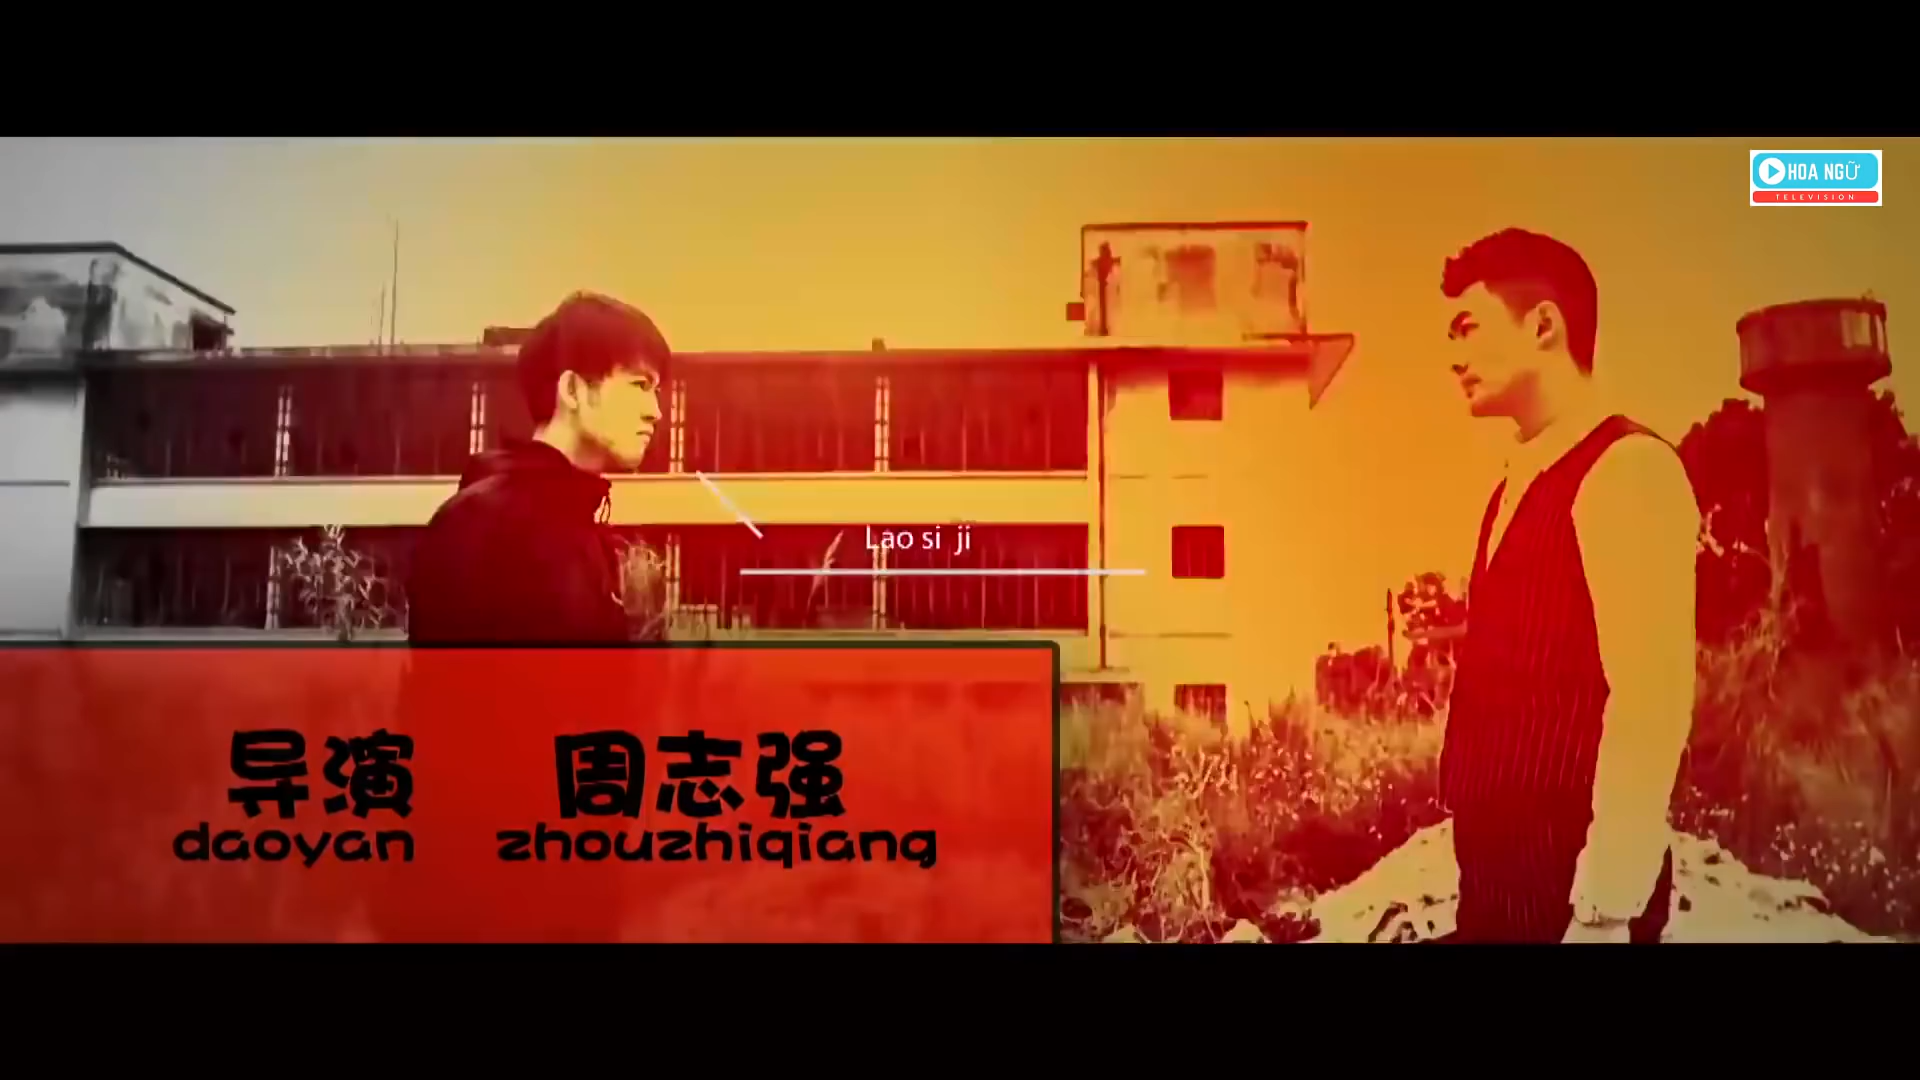 HOA NGỮ
TELEVISION
Lao si ji
导演 周志强
daoyan zhouzhiqiang